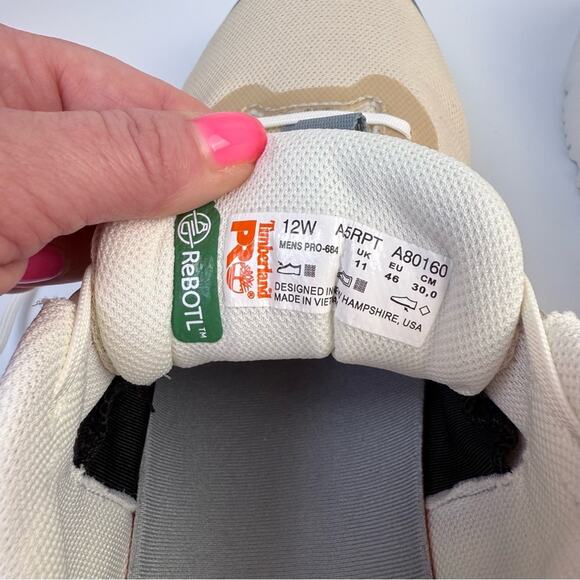 ReBOTL™
Timberland
PRO
12W A5RPT A80160
MENS PRO-684 UK EU CM
11 46 30,0
DESIGNED IN HAMPSHIRE, USA
MADE IN VIET